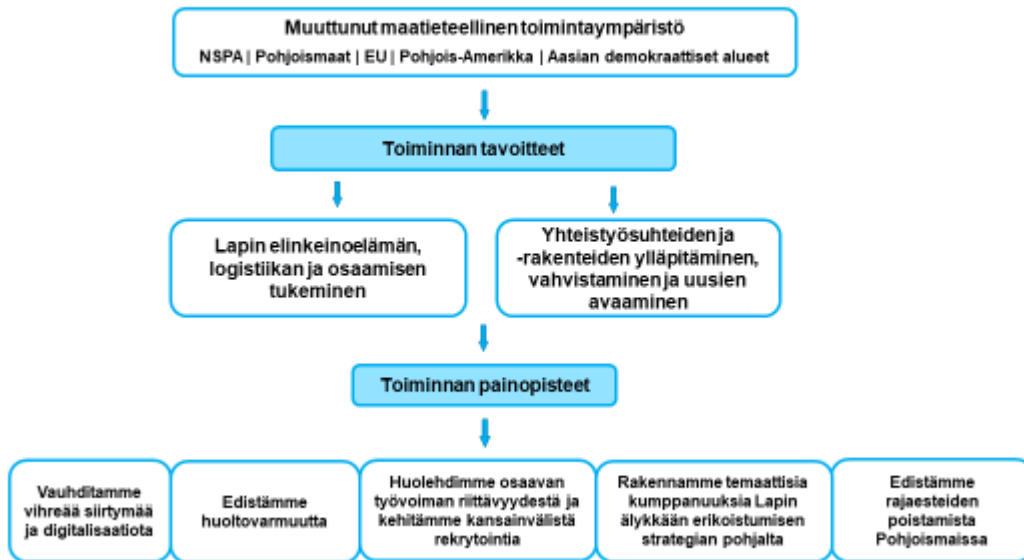 Muuttunut maatieteellinen toimintaympäristö
NSPA | Pohjoismaat | EU | Pohjois-Amerikka | Aasian demokraattiset alueet
Toiminnan tavoitteet
Lapin elinkeinoelämän,
logistiikan ja osaamisen
tukeminen
Yhteistyösuhteiden ja
-rakenteiden ylläpitäminen,
vahvistaminen ja uusien
avaaminen
Toiminnan painopisteet
Vauhditamme
vihreää siirtymää
ja digitalisaatiota
Edistämme
huoltovarmuutta
Huolehdimme osaavan
työvoiman riittävyydestä ja
kehitämme kansainvälistä
rekrytointia
Rakennamme temaattisia
kumppanuuksia Lapin
älykkään erikoistumisen
strategian pohjalta
Edistämme
rajaesteiden
poistamista
Pohjoismaissa